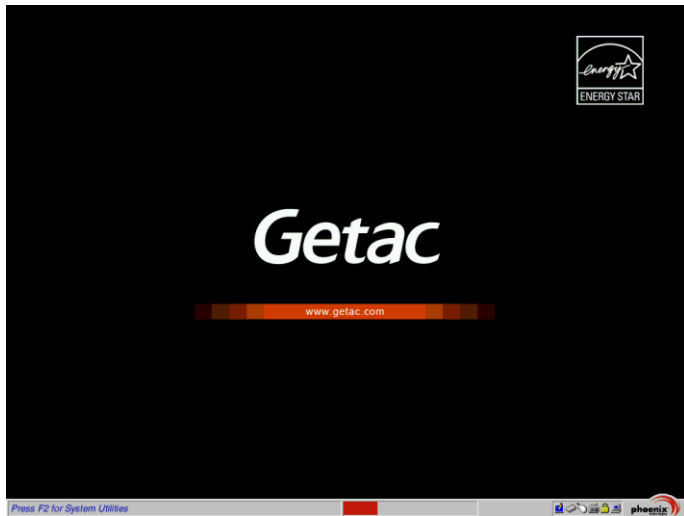 energy
ENERGY STAR
Getac
www.getac.com
Press F2 for System Utilities
phoenix